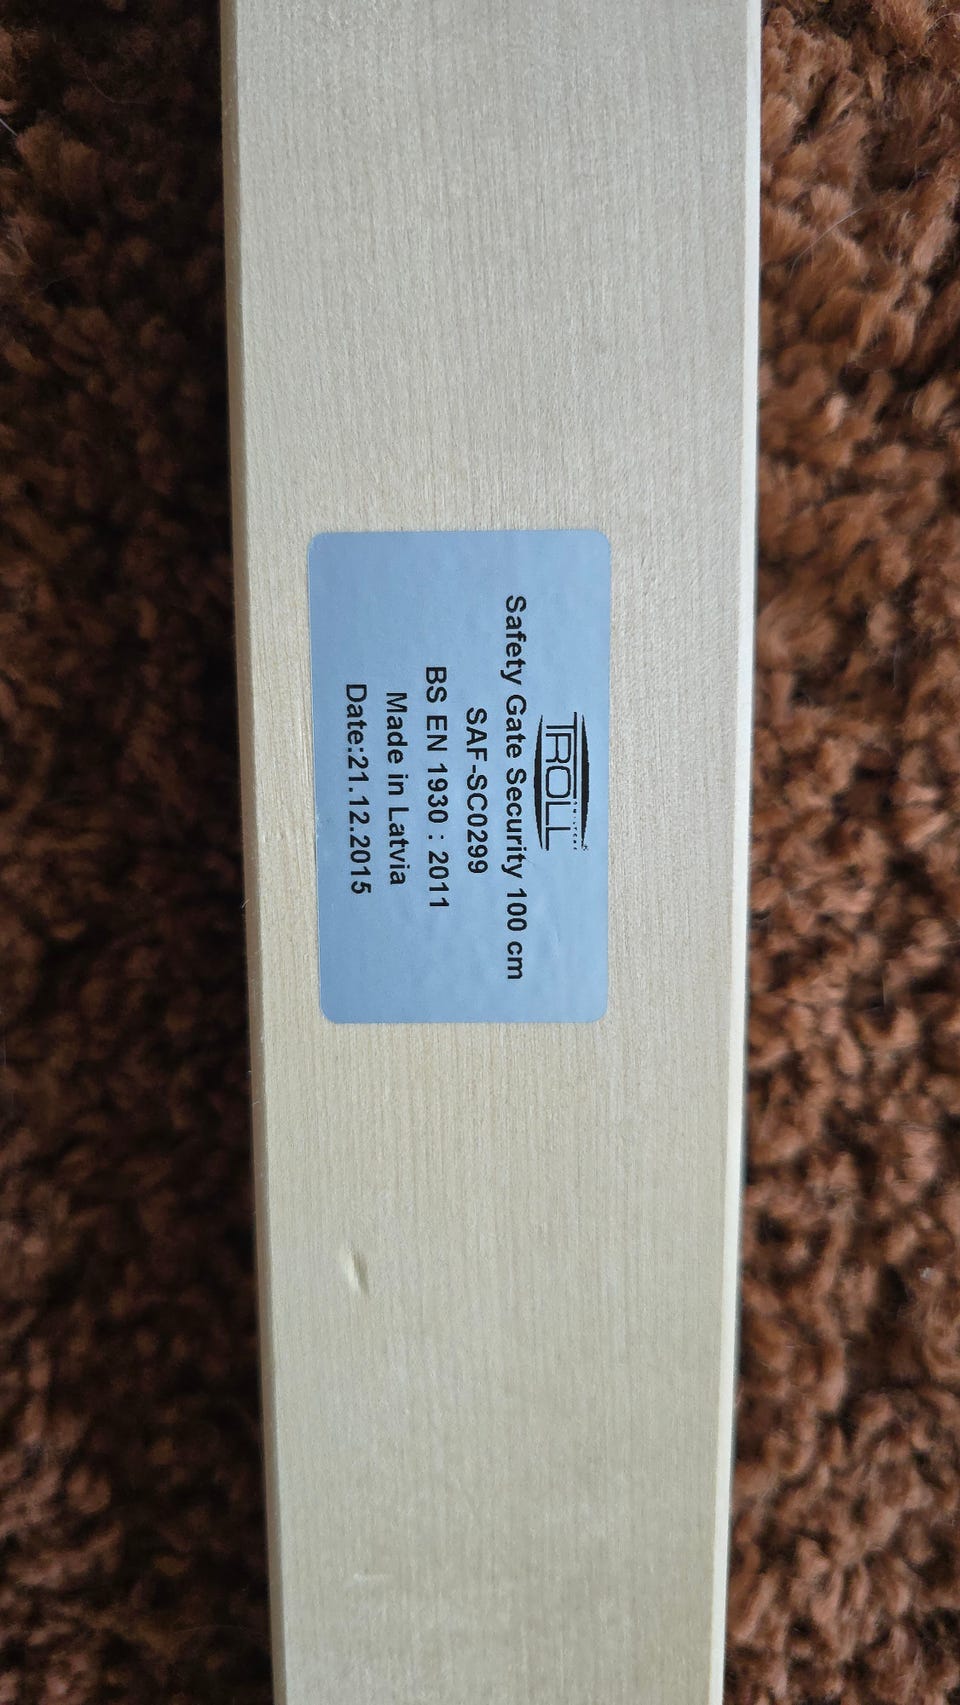 TROLL
Safety Gate Security 100 cm
SAF-SC0299
BS EN 1930 : 2011
Made in Latvia
Date:21.12.2015